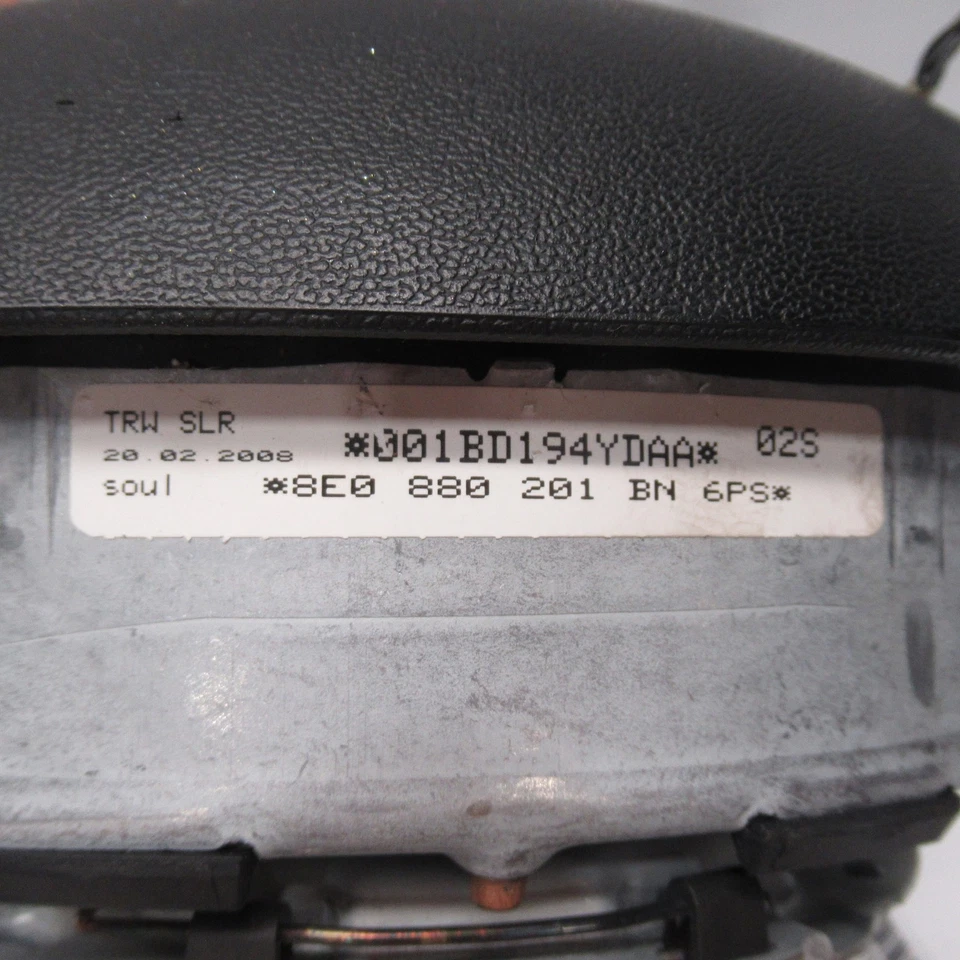 TRW SLR
20.02.2008 *001BD194YDAA* 02S
soul *8E0 880 201 BN 6PS*